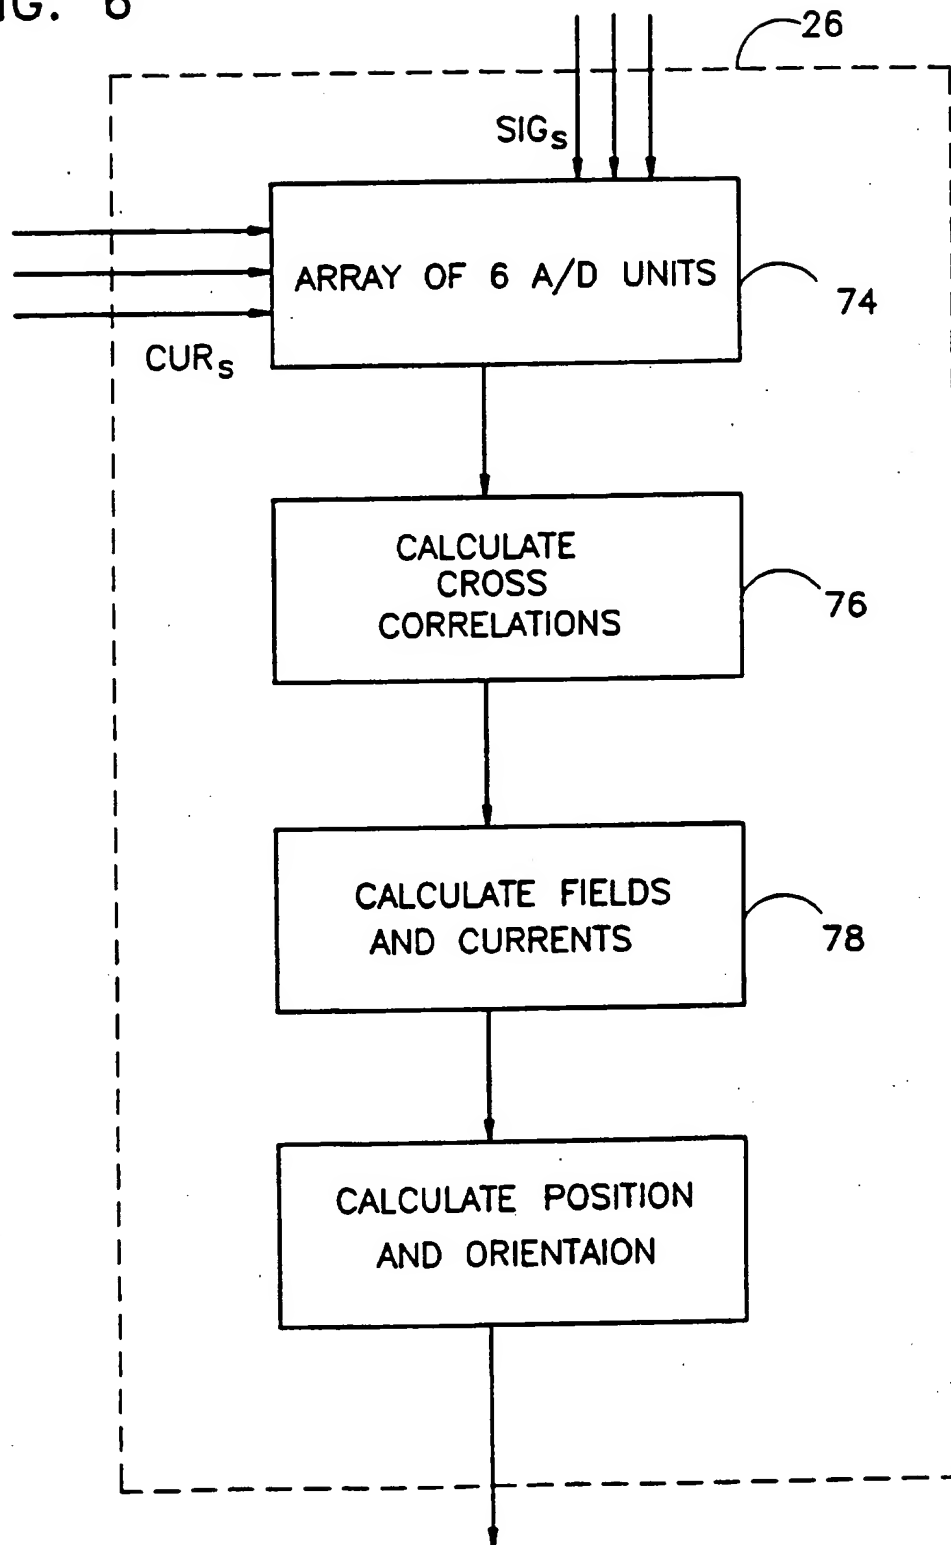 FIG. 6
26
SIGs
ARRAY OF 6 A/D UNITS
74
CURs
CALCULATE
CROSS
CORRELATIONS
76
CALCULATE FIELDS
AND CURRENTS
78
CALCULATE POSITION
AND ORIENTAION